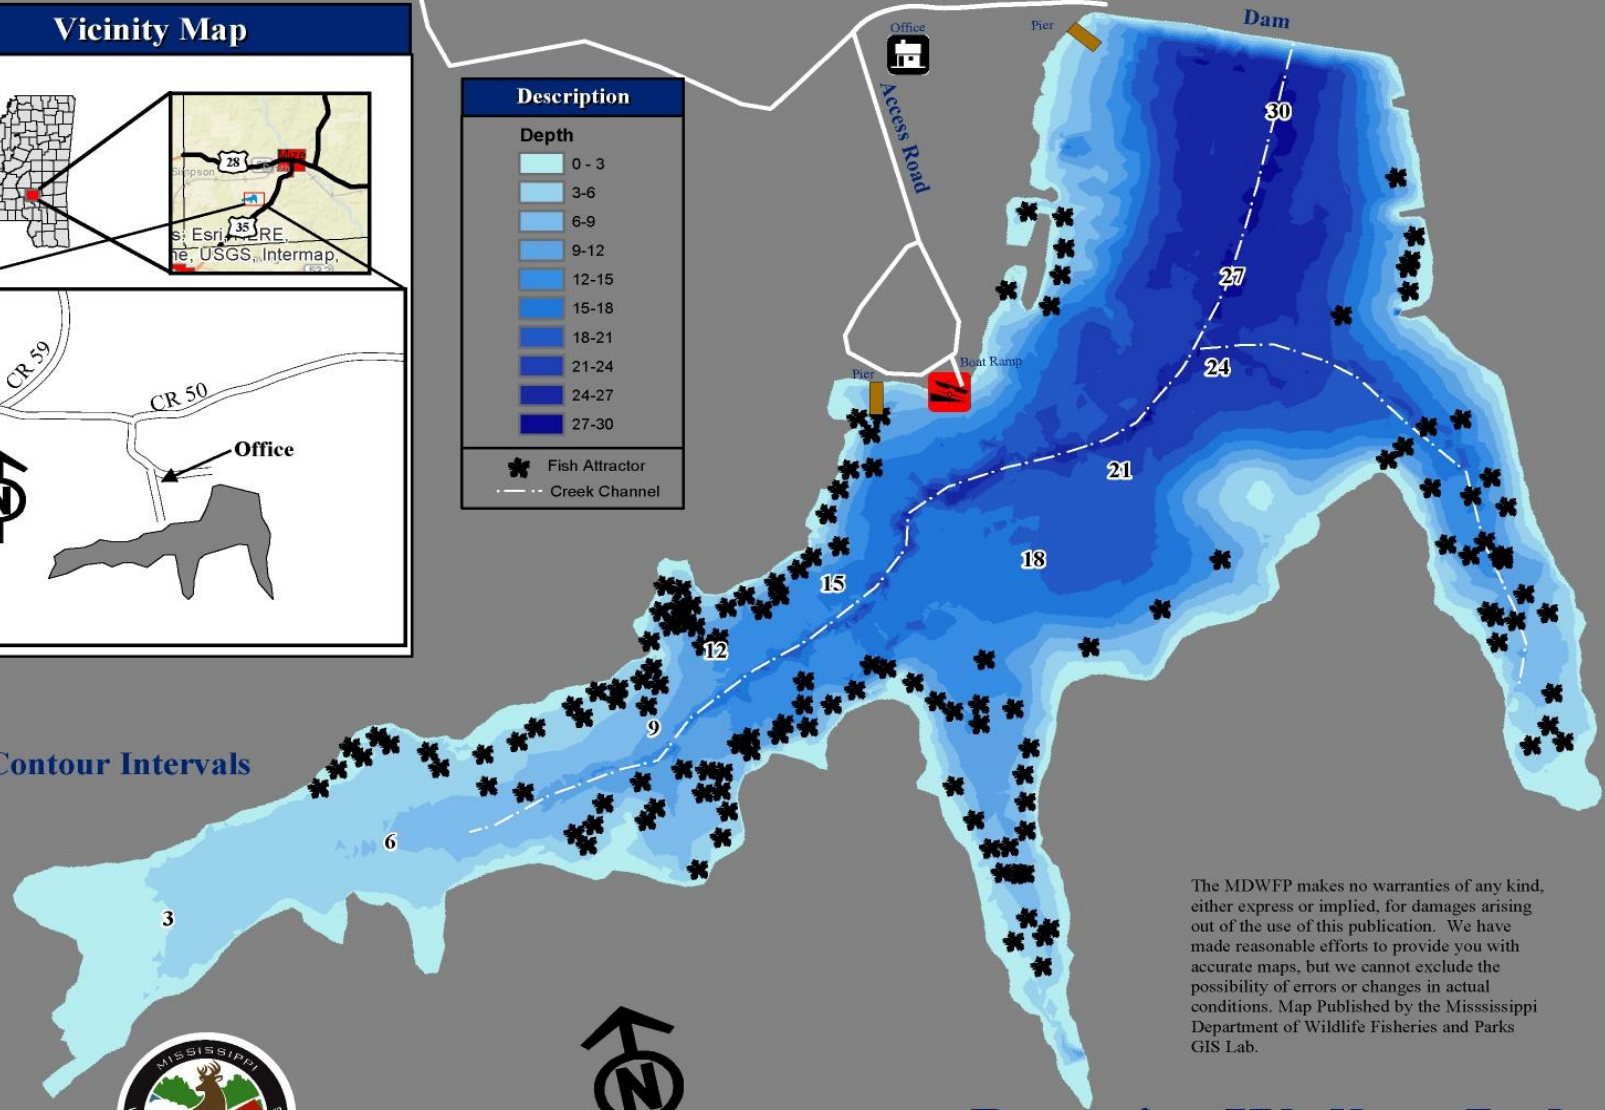 Vicinity Map
28
Simpson
Mize
35
s: Esri, HERE,
ne, USGS, Intermap,
CR 59
CR 50
Office
N
Description
Depth
0 - 3
3-6
6-9
9-12
12-15
15-18
18-21
21-24
24-27
27-30
Fish Attractor
Creek Channel
Office
Access Road
Pier
Dam
Pier
Boat Ramp
30
27
24
21
18
15
12
9
6
3
Contour Intervals
The MDWFP makes no warranties of any kind,
either express or implied, for damages arising
out of the use of this publication. We have
made reasonable efforts to provide you with
accurate maps, but we cannot exclude the
possibility of errors or changes in actual
conditions. Map Published by the Misssissippi
Department of Wildlife Fisheries and Parks
GIS Lab.
MISSISSIPPI
N